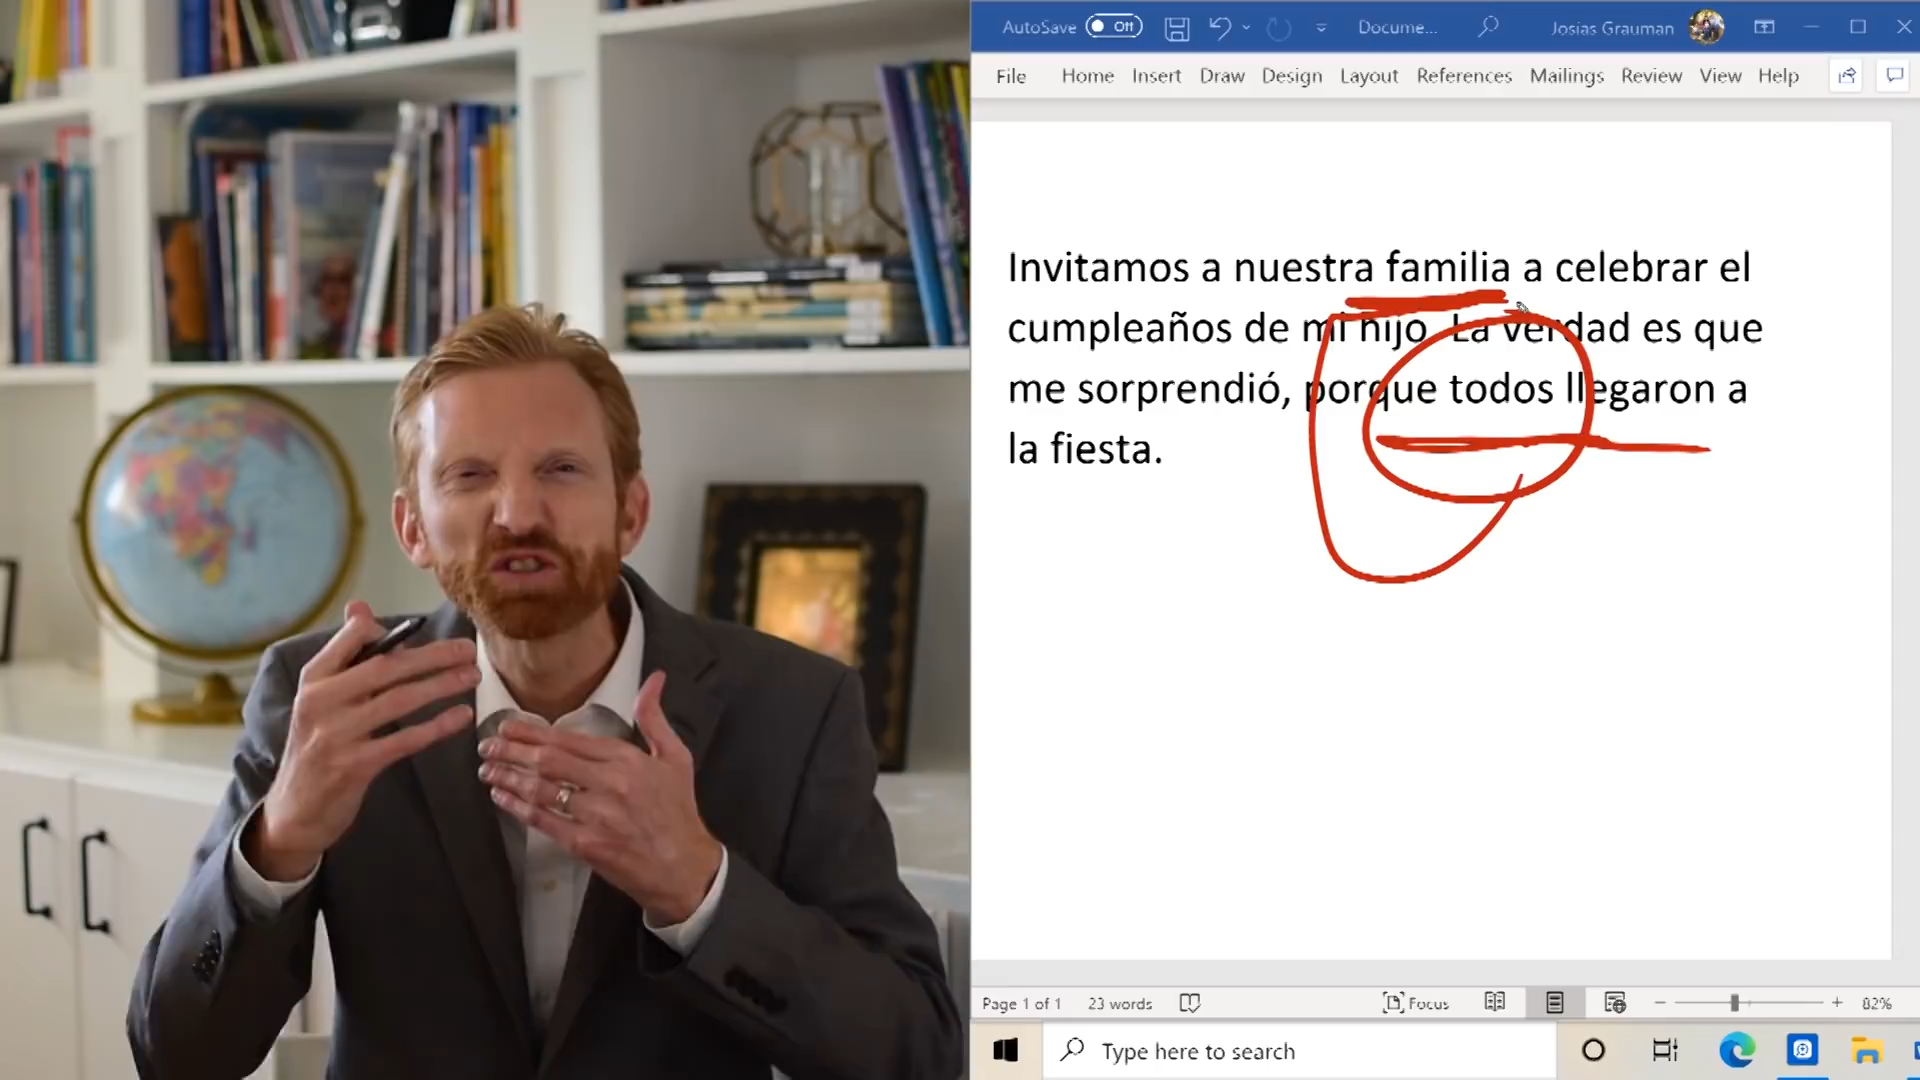 AutoSave Off Docume... Josias Grauman
File Home Insert Draw Design Layout References Mailings Review View Help
Invitamos a nuestra familia a celebrar el
cumpleaños de mi hijo. La verdad es que
me sorprendió, porque todos llegaron a
la fiesta.
Page 1 of 1 23 words Focus 82%
Type here to search